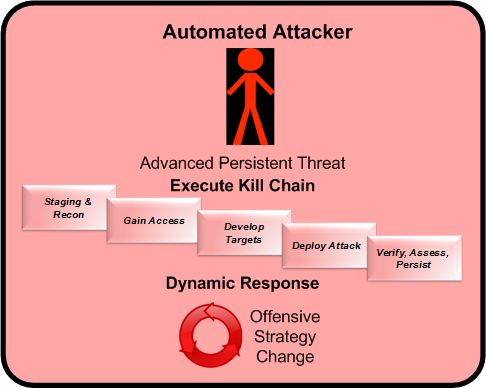 Automated Attacker
Advanced Persistent Threat
Execute Kill Chain
Staging &
Recon
Gain Access
Develop
Targets
Deploy Attack
Verify, Assess,
Persist
Dynamic Response
Offensive
Strategy
Change